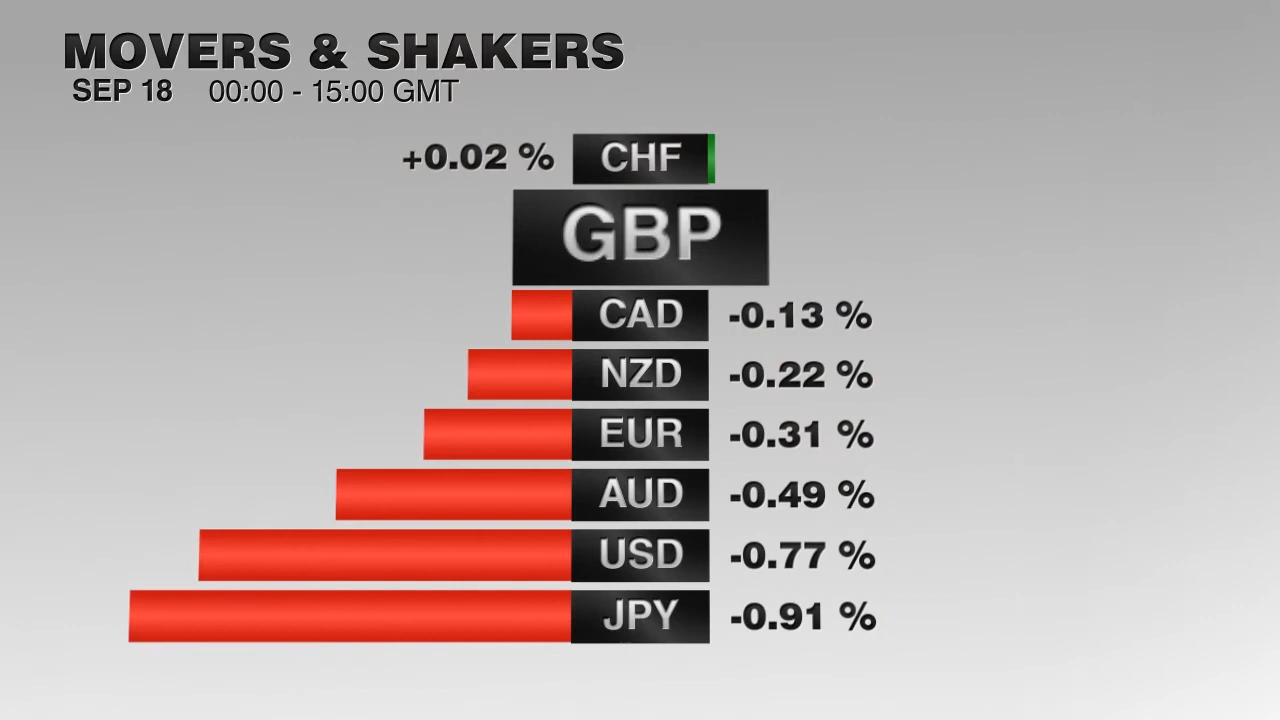 MOVERS & SHAKERS
SEP 18 00:00 - 15:00 GMT
+0.02 % CHF
GBP
CAD -0.13 %
NZD -0.22 %
EUR -0.31 %
AUD -0.49 %
USD -0.77 %
JPY -0.91 %